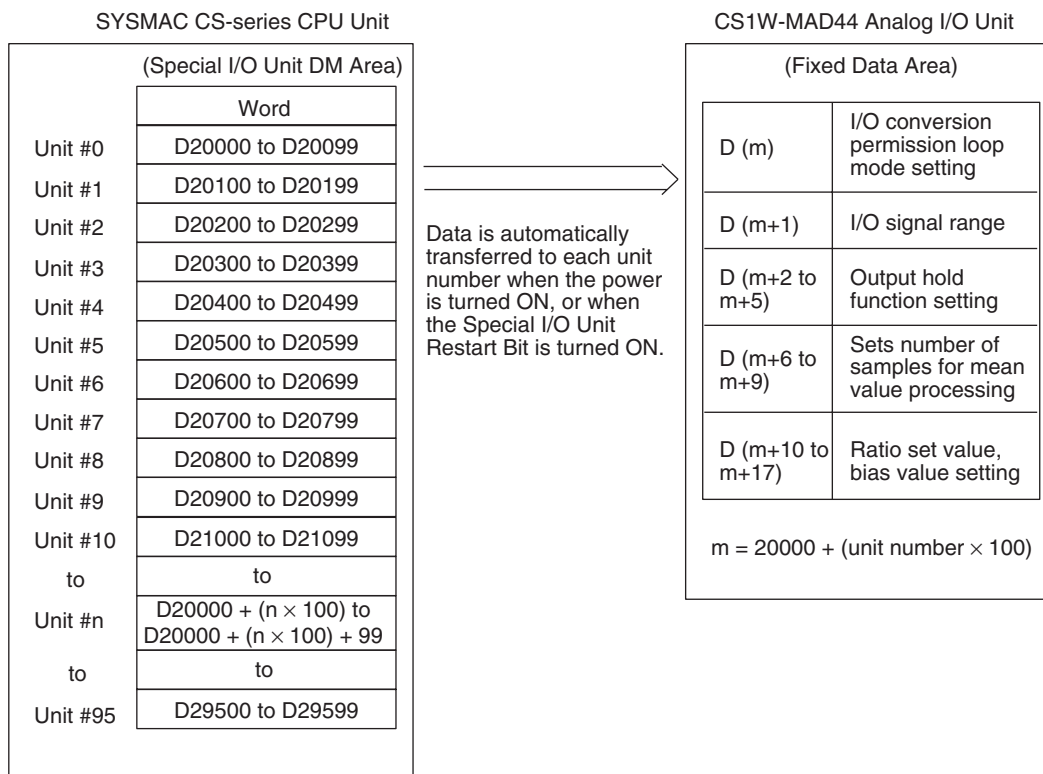 SYSMAC CS-series CPU Unit
(Special I/O Unit DM Area)
Word
Unit #0 D20000 to D20099
Unit #1 D20100 to D20199
Unit #2 D20200 to D20299
Unit #3 D20300 to D20399
Unit #4 D20400 to D20499
Unit #5 D20500 to D20599
Unit #6 D20600 to D20699
Unit #7 D20700 to D20799
Unit #8 D20800 to D20899
Unit #9 D20900 to D20999
Unit #10 D21000 to D21099
to to
Unit #n D20000 + (n × 100) to
D20000 + (n × 100) + 99
to to
Unit #95 D29500 to D29599
Data is automatically
transferred to each unit
number when the power
is turned ON, or when
the Special I/O Unit
Restart Bit is turned ON.
CS1W-MAD44 Analog I/O Unit
(Fixed Data Area)
D (m)
I/O conversion
permission loop
mode setting
D (m+1)
I/O signal range
D (m+2 to
m+5)
Output hold
function setting
D (m+6 to
m+9)
Sets number of
samples for mean
value processing
D (m+10 to
m+17)
Ratio set value,
bias value setting
m = 20000 + (unit number × 100)